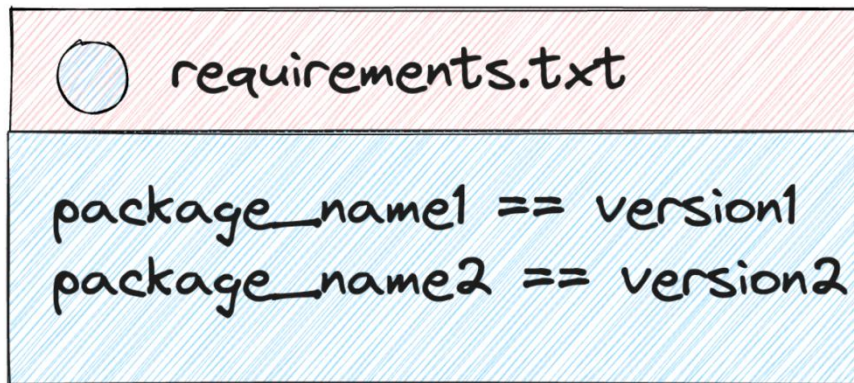 requirements.txt
package_name1 == version1
package_name2 == version2